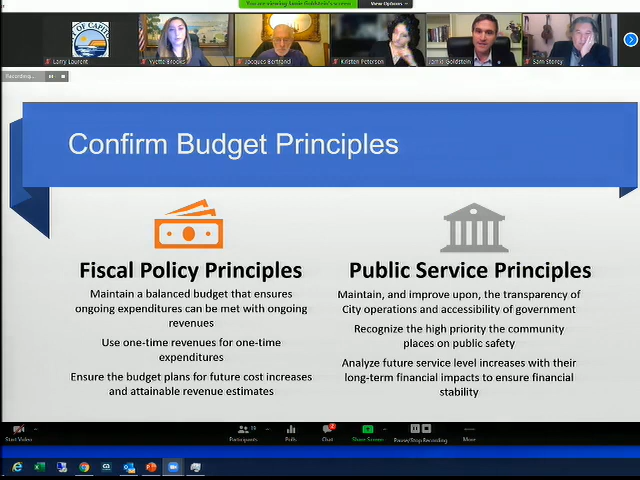 You are viewing Jamie Goldstein's screen
View Options
OF CAPIT
Larry Laurent
Yvette Brooks
Jacques Bertrand
Kristen Petersen
Jamie Goldstein
Sam Storey
Recording...
Confirm Budget Principles
Fiscal Policy Principles
Maintain a balanced budget that ensures
ongoing expenditures can be met with ongoing
revenues
Use one-time revenues for one-time
expenditures
Ensure the budget plans for future cost increases
and attainable revenue estimates
Public Service Principles
Maintain, and improve upon, the transparency of
City operations and accessibility of government
Recognize the high priority the community
places on public safety
Analyze future service level increases with their
long-term financial impacts to ensure financial
stability
Start Video
Participants
Polls
Chat
Share Screen
Pause/Stop Recording
More